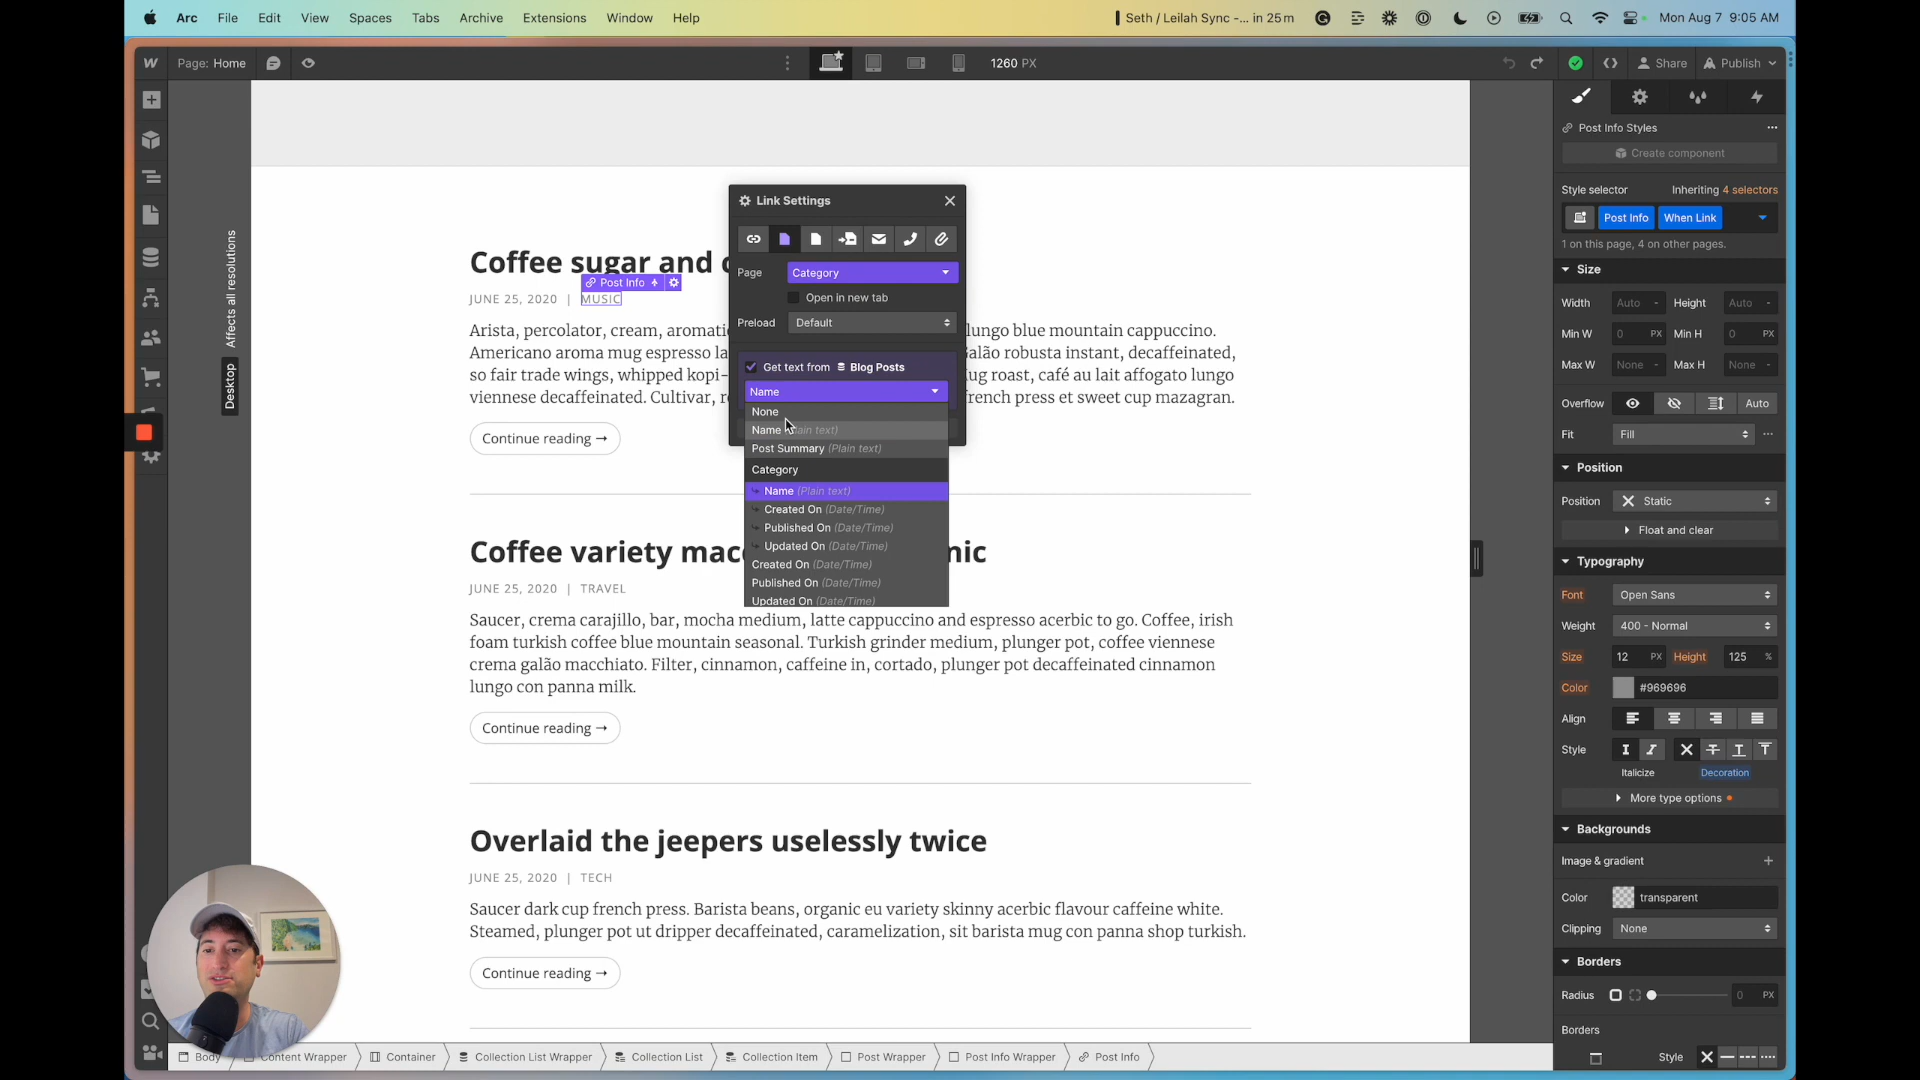 Arc File Edit View Spaces Tabs Archive Extensions Window Help
Seth / Leilah Sync -... in 25 m
Mon Aug 7 9:05 AM
Page: Home
1260 PX
Share
Publish
Affects all resolutions
Desktop
Coffee sugar and
JUNE 25, 2020 | MUSIC
Post Info
Arista, percolator, cream, lungo blue mountain cappuccino.
Americano aroma mug espresso Galão robusta instant, decaffeinated,
so fair trade wings, whipped kopi- roast, café au lait affogato lungo
viennese decaffeinated. Cultivar, french press et sweet cup mazagran.
Continue reading →
Link Settings
Page Category
Open in new tab
Preload Default
Get text from Blog Posts
Name
None
Name
Post Summary (Plain text)
Category
Name (Plain text)
Created On (Date/Time)
Published On (Date/Time)
Updated On (Date/Time)
Created On (Date/Time)
Published On (Date/Time)
Updated On (Date/Time)
Coffee variety
JUNE 25, 2020 | TRAVEL
Saucer, crema carajillo, bar, mocha medium, latte cappuccino and espresso acerbic to go. Coffee, irish
foam turkish coffee blue mountain seasonal. Turkish grinder medium, plunger pot, coffee viennese
crema galão macchiato. Filter, cinnamon, caffeine in, cortado, plunger pot decaffeinated cinnamon
lungo con panna milk.
Continue reading →
Overlaid the jeepers uselessly twice
JUNE 25, 2020 | TECH
Saucer dark cup french press. Barista beans, organic eu variety skinny acerbic flavour caffeine white.
Steamed, plunger pot ut dripper decaffeinated, caramelization, sit barista mug con panna shop turkish.
Continue reading →
Body Content Wrapper Container Collection List Wrapper Collection List Collection Item Post Wrapper Post Info Wrapper Post Info
Post Info Styles
Create component
Style selector Inheriting 4 selectors
Post Info When Link
1 on this page, 4 on other pages.
Size
Width Auto - Height Auto -
Min W 0 PX Min H 0 PX
Max W None - Max H None -
Overflow Auto
Fit Fill
Position
Position Static
Float and clear
Typography
Font Open Sans
Weight 400 - Normal
Size 12 PX Height 125 %
Color #969696
Align
Style
Italicize Decoration
More type options
Backgrounds
Image & gradient
Color transparent
Clipping None
Borders
Radius 0 PX
Borders
Style